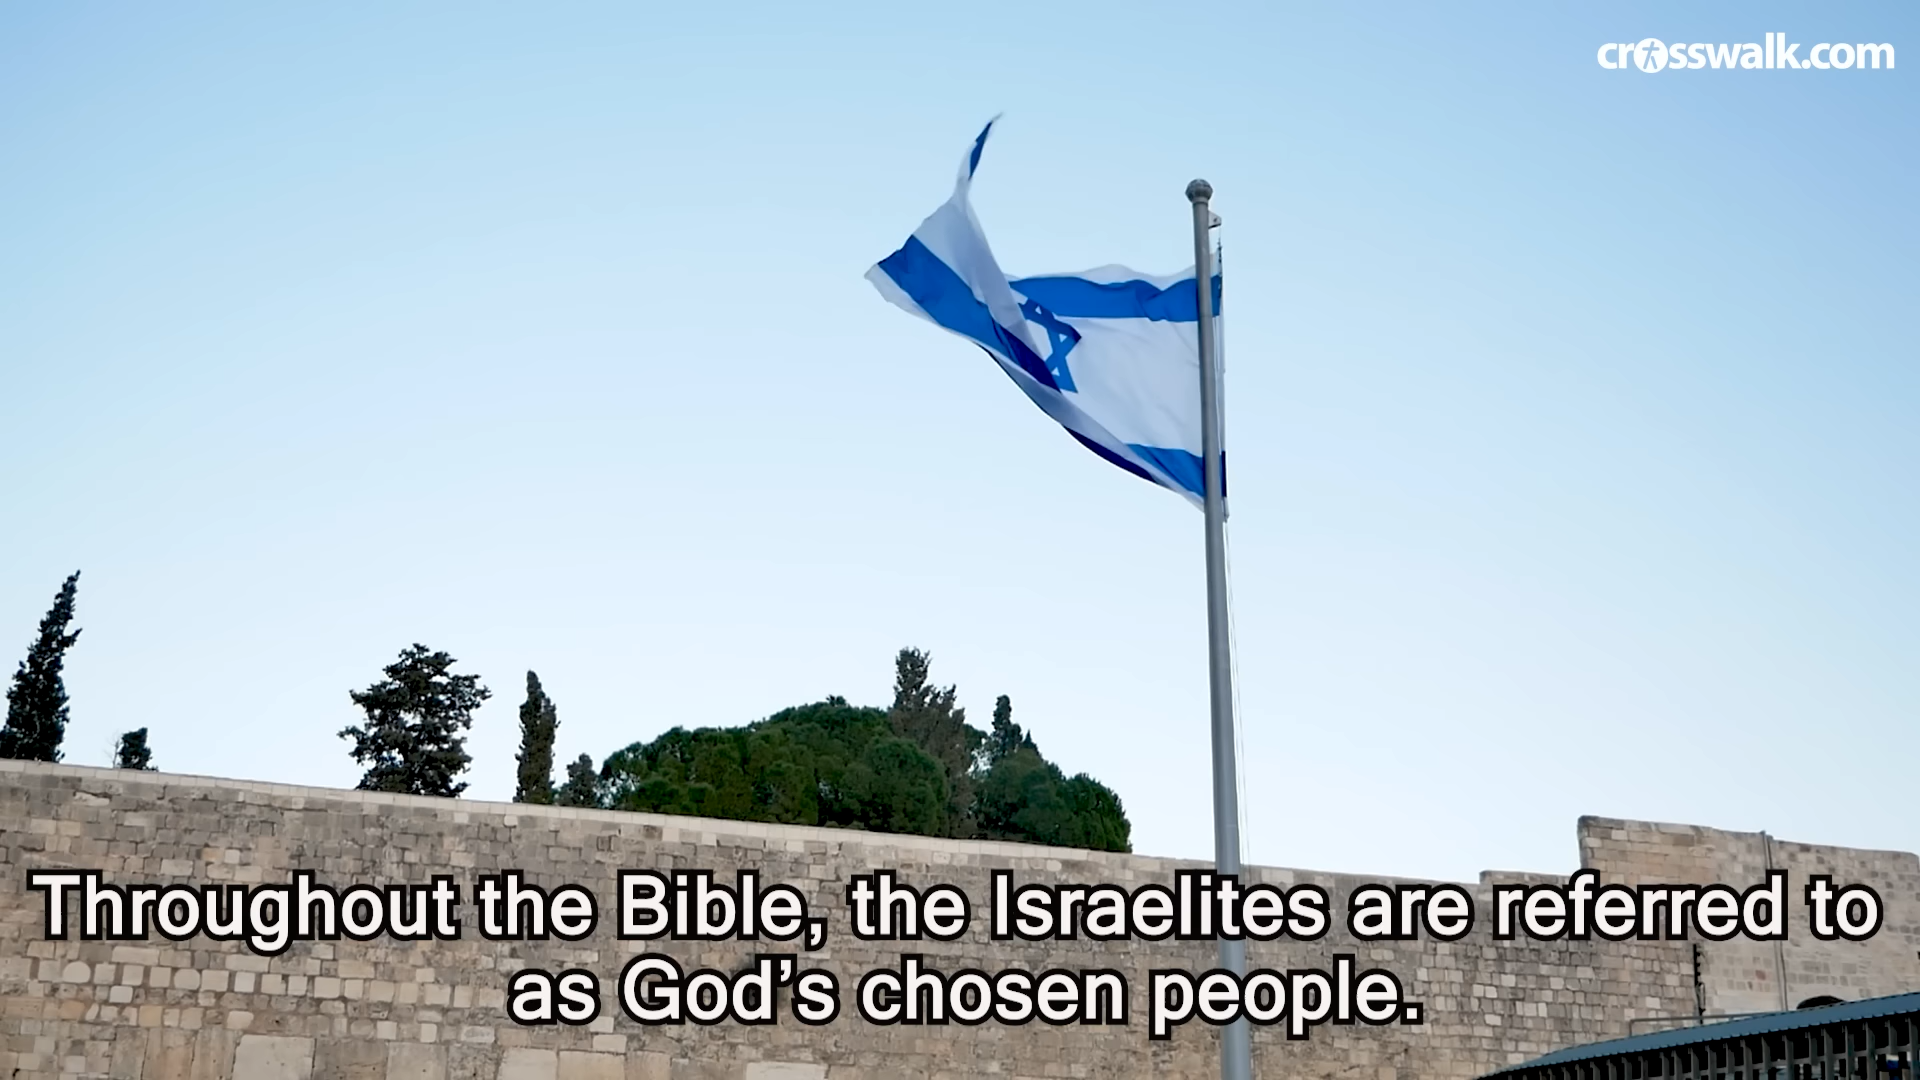 crosswalk.com
Throughout the Bible, the Israelites are referred to
as God’s chosen people.